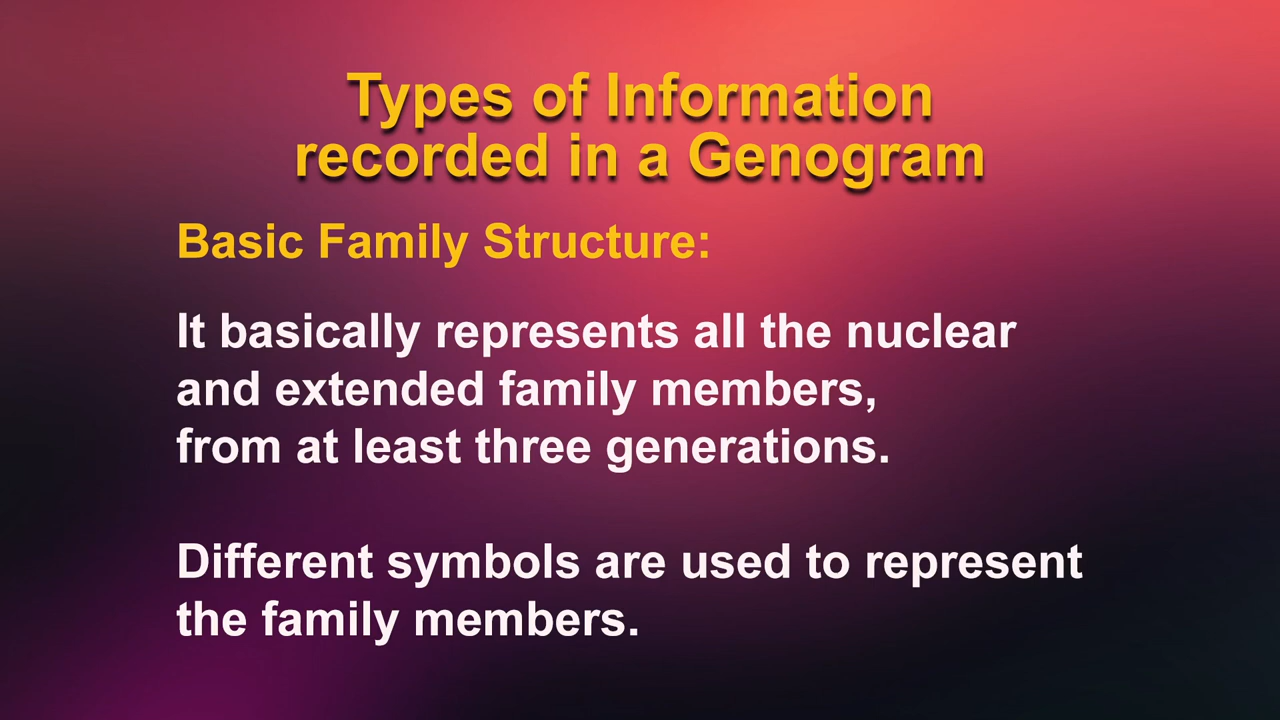 Types of Information
recorded in a Genogram
Basic Family Structure:
It basically represents all the nuclear
and extended family members,
from at least three generations.
Different symbols are used to represent
the family members.